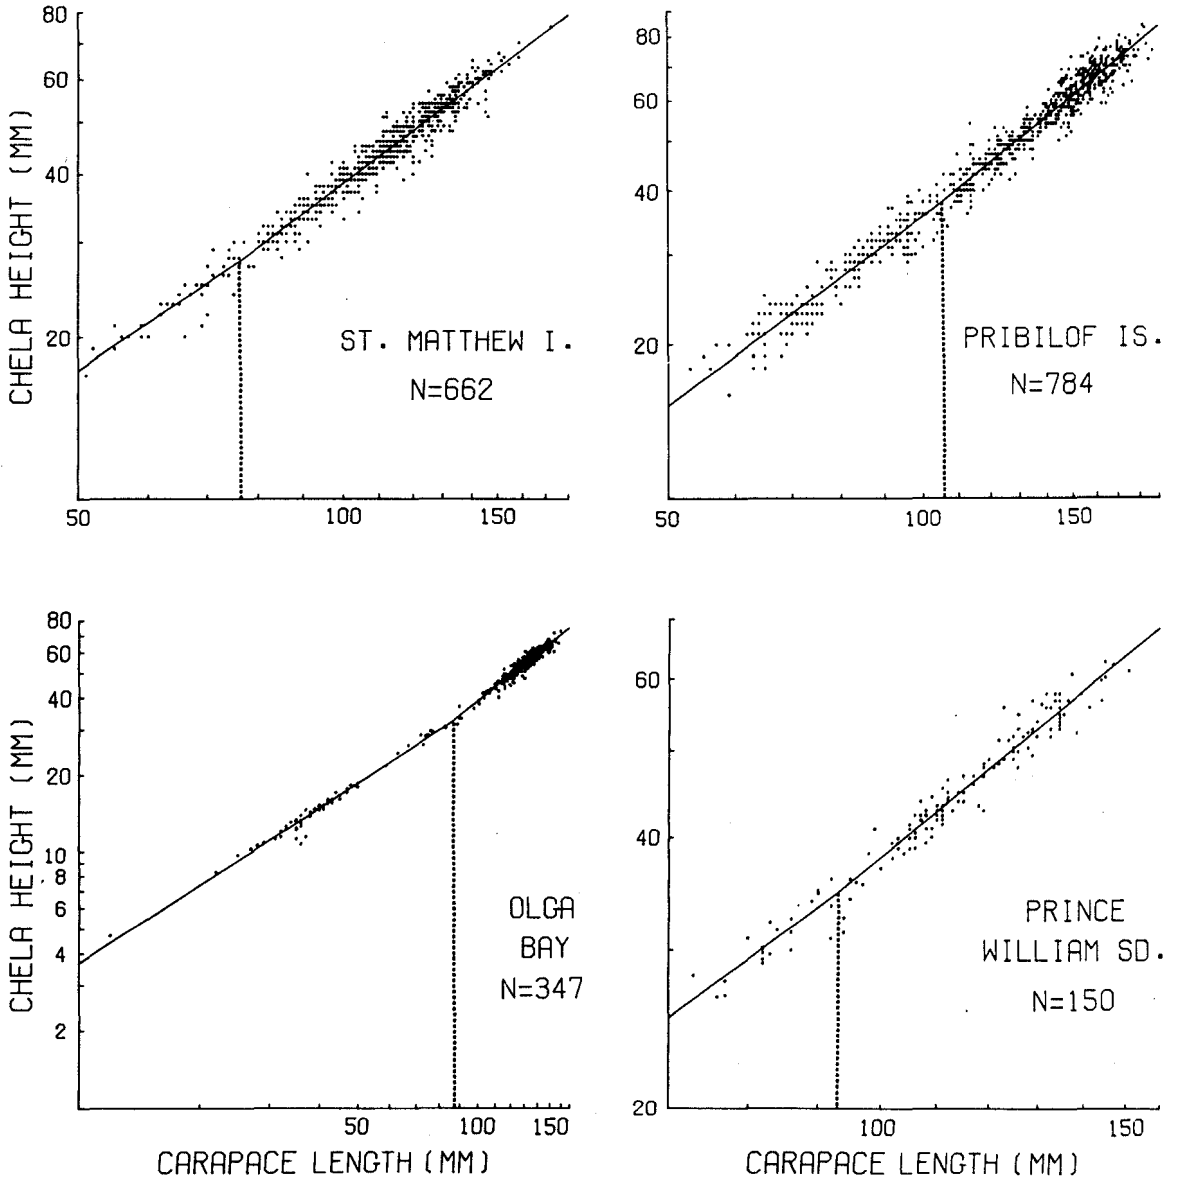 CHELA HEIGHT (MM)
80
60
40
20
50
100
150
ST. MATTHEW I.
N=662
80
60
40
20
50
100
150
PRIBILOF IS.
N=784
CHELA HEIGHT (MM)
80
60
40
20
10
8
6
4
2
50
100
150
OLGA
BAY
N=347
CARAPACE LENGTH (MM)
60
40
20
100
150
PRINCE
WILLIAM SD.
N=150
CARAPACE LENGTH (MM)